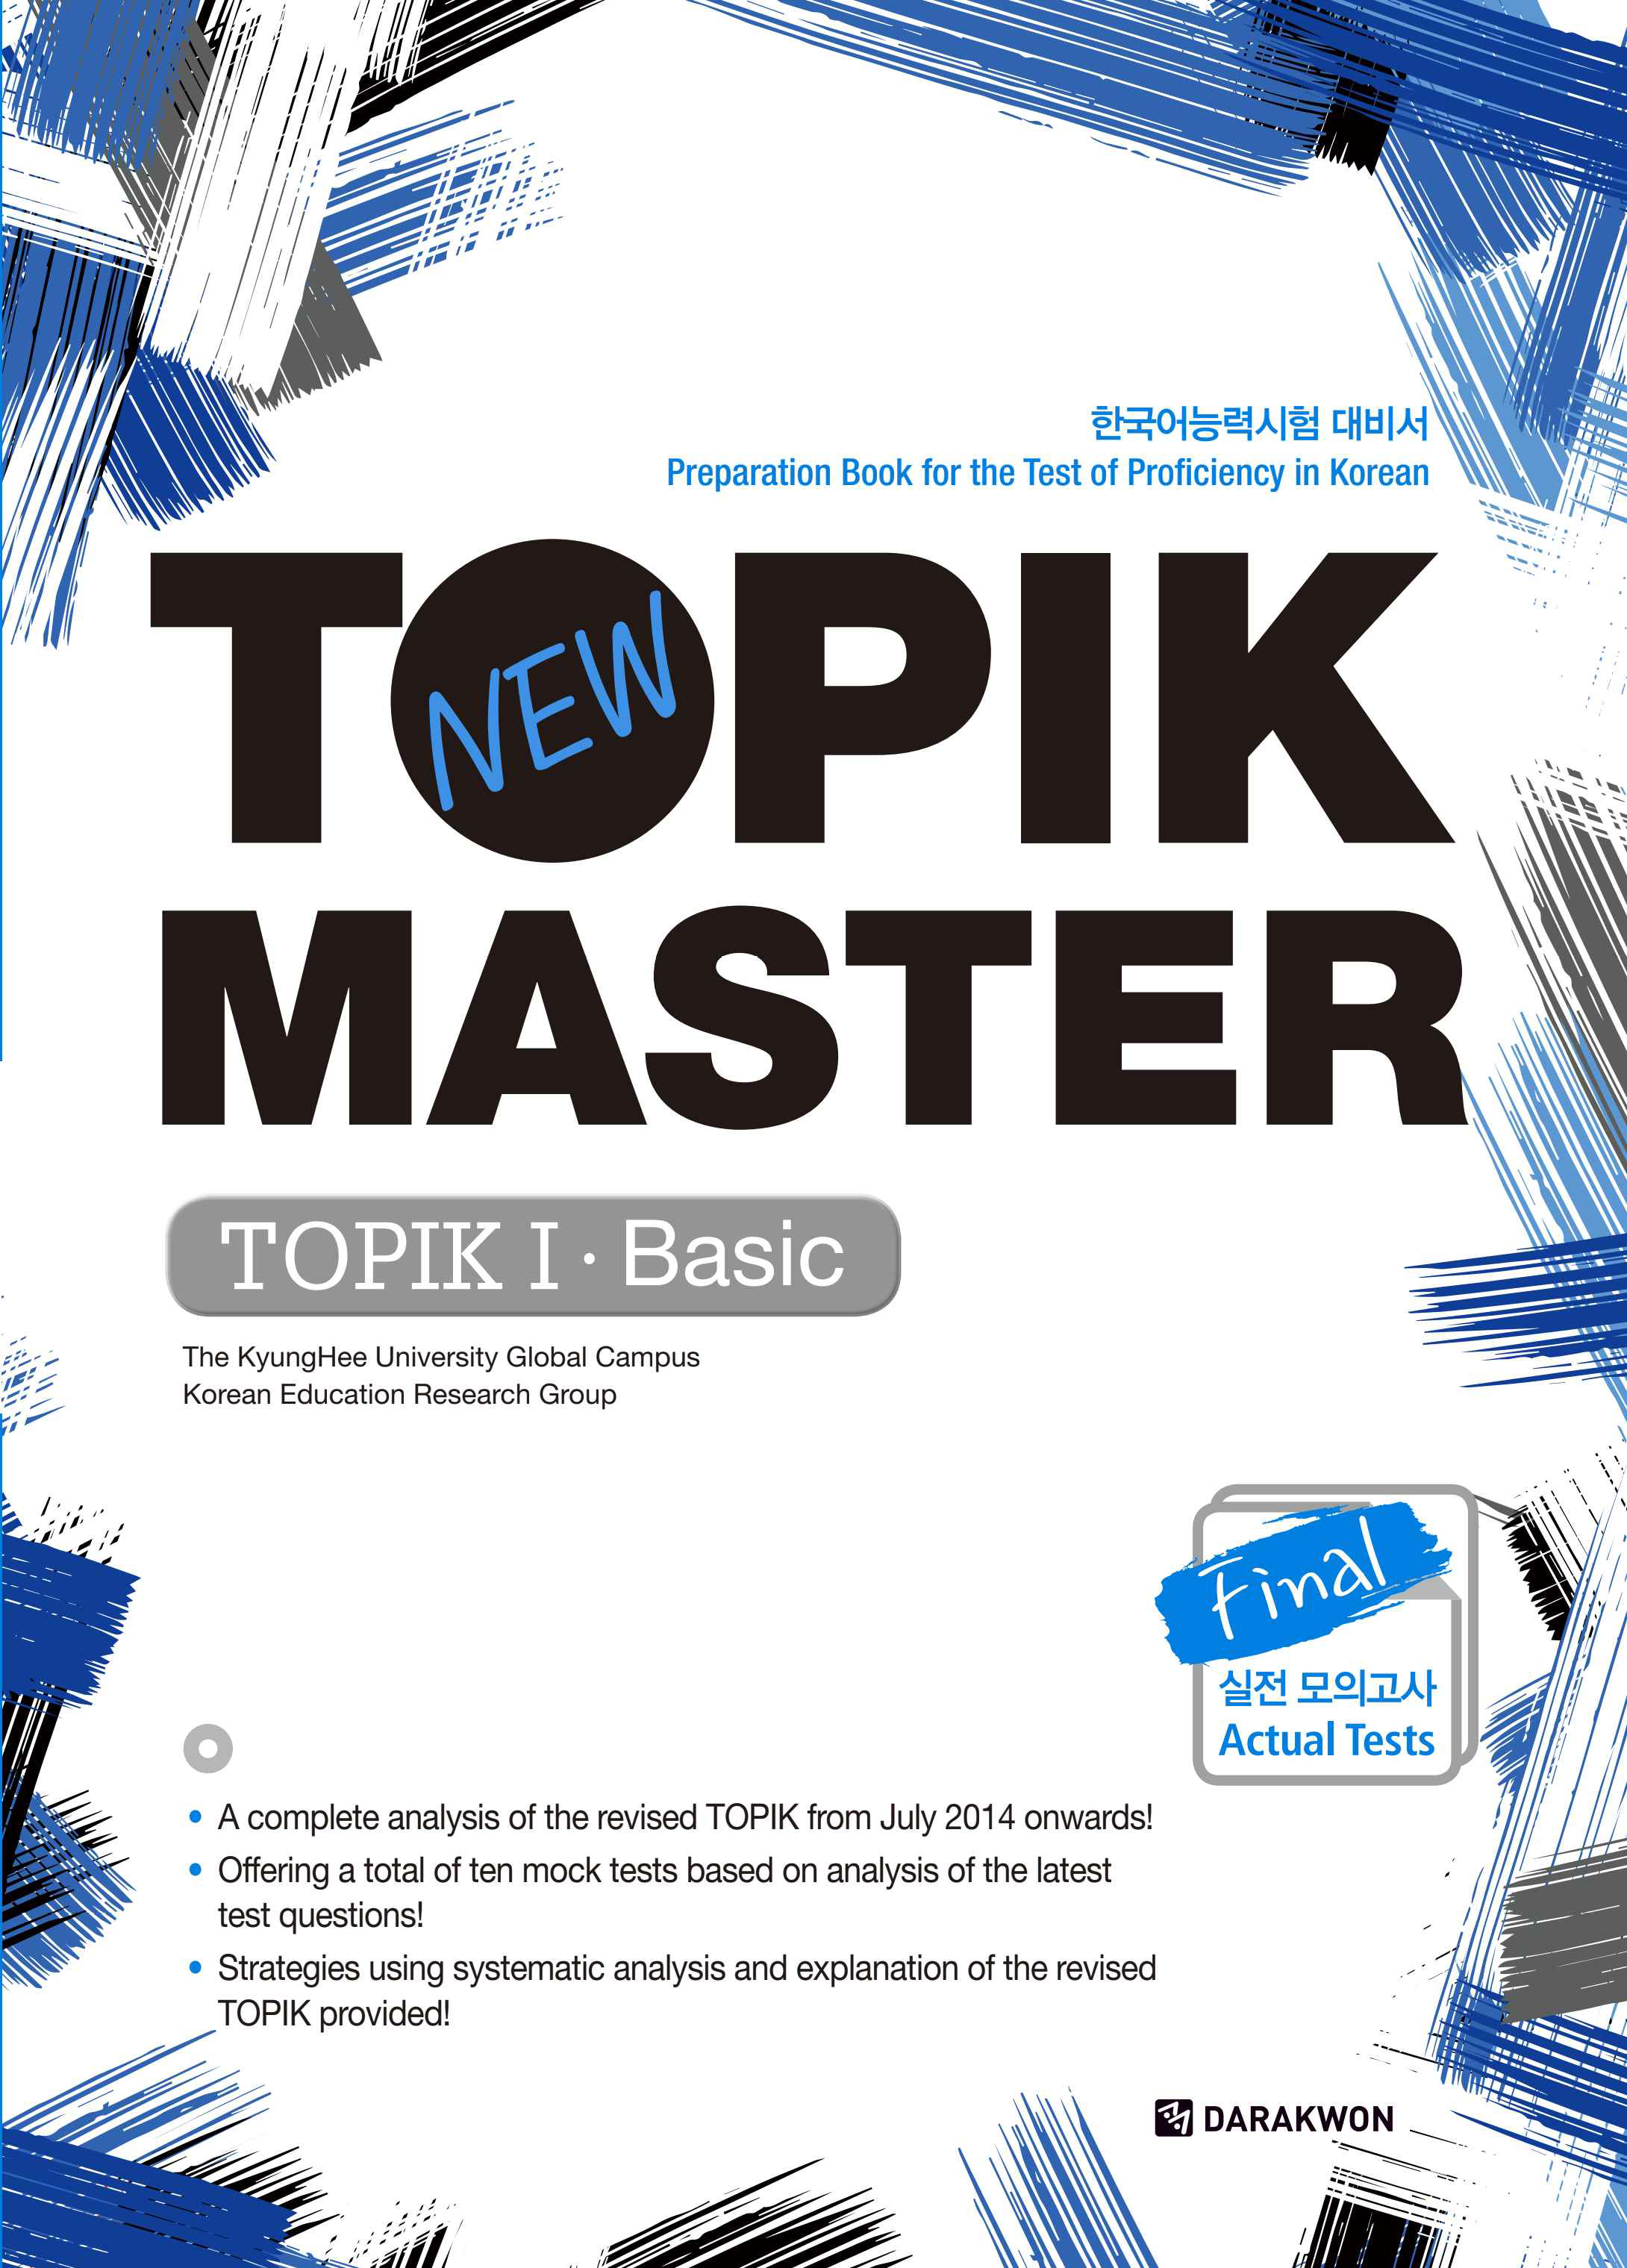 한국어능력시험 대비서
Preparation Book for the Test of Proficiency in Korean
TOPIK
NEW
MASTER
TOPIK I · Basic
The KyungHee University Global Campus
Korean Education Research Group
Final
실전 모의고사
Actual Tests
• A complete analysis of the revised TOPIK from July 2014 onwards!
• Offering a total of ten mock tests based on analysis of the latest
test questions!
• Strategies using systematic analysis and explanation of the revised
TOPIK provided!
DARAKWON